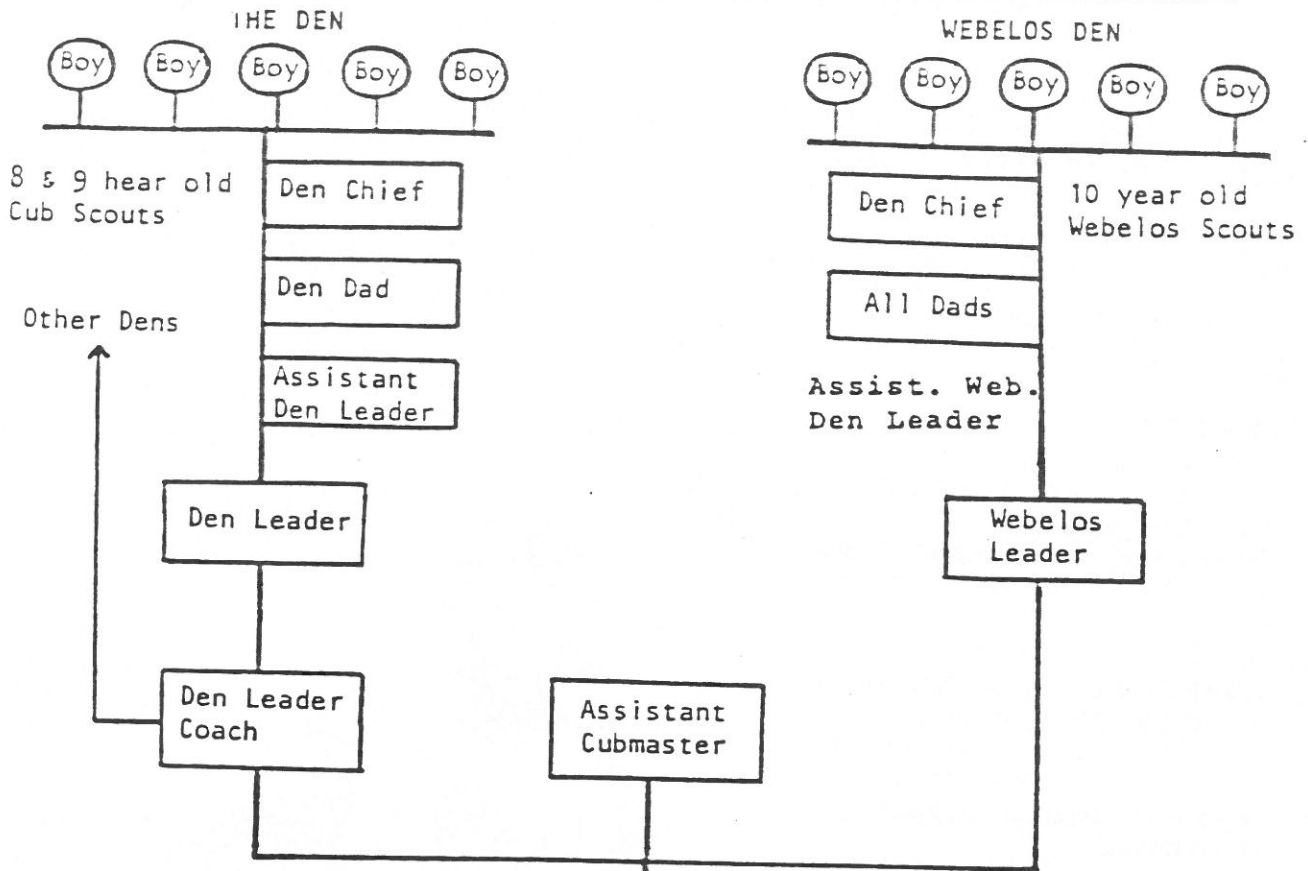 THE DEN
Boy Boy Boy Boy Boy
8 & 9 hear old
Cub Scouts
Den Chief
Den Dad
Other Dens
Assistant
Den Leader
Den Leader
Den Leader
Coach
Assistant
Cubmaster
WEBELOS DEN
Boy Boy Boy Boy Boy
Den Chief
10 year old
Webelos Scouts
All Dads
Assist. Web.
Den Leader
Webelos
Leader